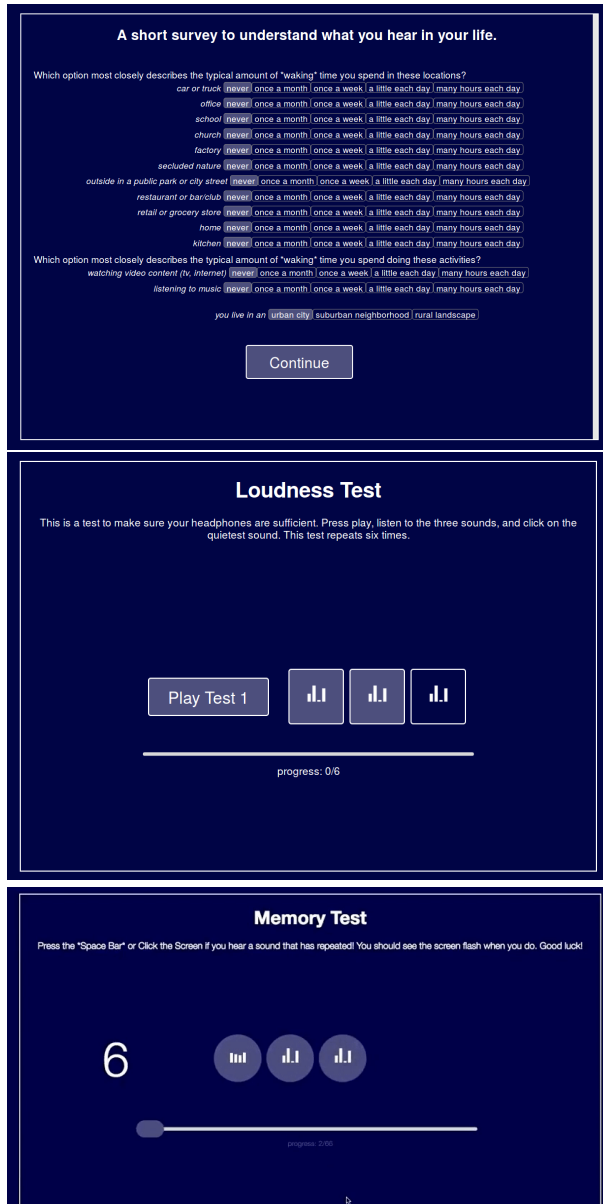 A short survey to understand what you hear in your life.
Which option most closely describes the typical amount of *waking* time you spend in these locations?
car or truck never once a month once a week a little each day many hours each day
office never once a month once a week a little each day many hours each day
school never once a month once a week a little each day many hours each day
church never once a month once a week a little each day many hours each day
factory never once a month once a week a little each day many hours each day
secluded nature never once a month once a week a little each day many hours each day
outside in a public park or city street never once a month once a week a little each day many hours each day
restaurant or bar/club never once a month once a week a little each day many hours each day
retail or grocery store never once a month once a week a little each day many hours each day
home never once a month once a week a little each day many hours each day
kitchen never once a month once a week a little each day many hours each day
Which option most closely describes the typical amount of *waking* time you spend doing these activities?
watching video content (tv, internet) never once a month once a week a little each day many hours each day
listening to music never once a month once a week a little each day many hours each day
you live in an urban city suburban neighborhood rural landscape
Continue
Loudness Test
This is a test to make sure your headphones are sufficient. Press play, listen to the three sounds, and click on the
quietest sound. This test repeats six times.
Play Test 1
progress: 0/6
Memory Test
Press the *Space Bar* or Click the Screen if you hear a sound that has repeated! You should see the screen flash when you do. Good luck!
6
progress: 2/66